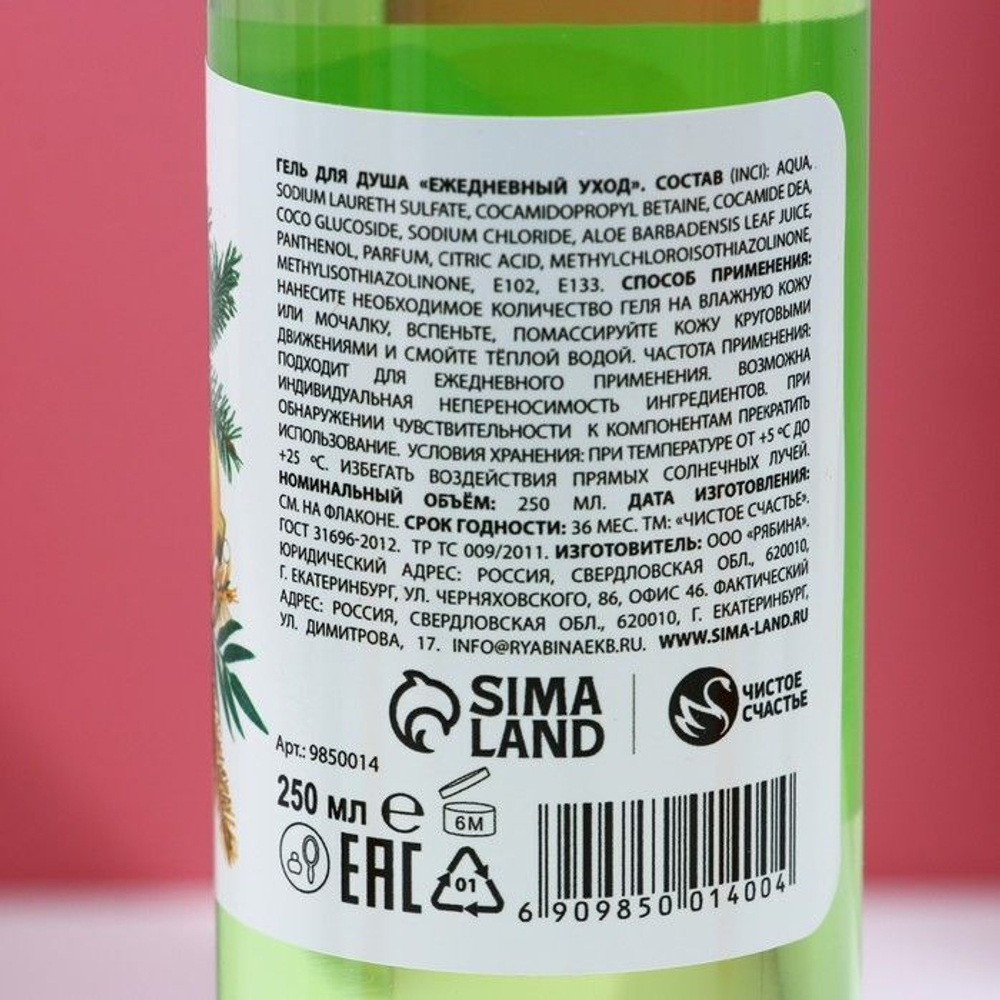 ГЕЛЬ ДЛЯ ДУША «ЕЖЕДНЕВНЫЙ УХОД». СОСТАВ (INCI): AQUA,
SODIUM LAURETH SULFATE, COCAMIDOPROPYL BETAINE, COCAMIDE DEA,
COCO GLUCOSIDE, SODIUM CHLORIDE, ALOE BARBADENSIS LEAF JUICE,
PANTHENOL, PARFUM, CITRIC ACID, METHYLCHLOROISOTHIAZOLINONE,
METHYLISOTHIAZOLINONE, E102, E133. СПОСОБ ПРИМЕНЕНИЯ:
НАНЕСИТЕ НЕОБХОДИМОЕ КОЛИЧЕСТВО ГЕЛЯ НА ВЛАЖНУЮ КОЖУ
ИЛИ МОЧАЛКУ, ВСПЕНЬТЕ, ПОМАССИРУЙТЕ КОЖУ КРУГОВЫМИ
ДВИЖЕНИЯМИ И СМОЙТЕ ТЁПЛОЙ ВОДОЙ. ЧАСТОТА ПРИМЕНЕНИЯ:
ПОДХОДИТ ДЛЯ ЕЖЕДНЕВНОГО ПРИМЕНЕНИЯ. ВОЗМОЖНА
ИНДИВИДУАЛЬНАЯ НЕПЕРЕНОСИМОСТЬ ИНГРЕДИЕНТОВ. ПРИ
ОБНАРУЖЕНИИ ЧУВСТВИТЕЛЬНОСТИ К КОМПОНЕНТАМ ПРЕКРАТИТЬ
ИСПОЛЬЗОВАНИЕ. УСЛОВИЯ ХРАНЕНИЯ: ПРИ ТЕМПЕРАТУРЕ ОТ +5 ºС ДО
+25 ºС. ИЗБЕГАТЬ ВОЗДЕЙСТВИЯ ПРЯМЫХ СОЛНЕЧНЫХ ЛУЧЕЙ.
НОМИНАЛЬНЫЙ ОБЪЁМ: 250 МЛ. ДАТА ИЗГОТОВЛЕНИЯ:
СМ. НА ФЛАКОНЕ. СРОК ГОДНОСТИ: 36 МЕС. ТМ: «ЧИСТОЕ СЧАСТЬЕ».
ГОСТ 31696-2012. ТР ТС 009/2011. ИЗГОТОВИТЕЛЬ: ООО «РЯБИНА».
ЮРИДИЧЕСКИЙ АДРЕС: РОССИЯ, СВЕРДЛОВСКАЯ ОБЛ., 620010,
Г. ЕКАТЕРИНБУРГ, УЛ. ЧЕРНЯХОВСКОГО, 86, ОФИС 46. ФАКТИЧЕСКИЙ
АДРЕС: РОССИЯ, СВЕРДЛОВСКАЯ ОБЛ., 620010, Г. ЕКАТЕРИНБУРГ,
УЛ. ДИМИТРОВА, 17. INFO@RYABINAEKB.RU. WWW.SIMA-LAND.RU
SIMA
LAND
ЧИСТОЕ
СЧАСТЬЕ
Арт.: 9850014
250 МЛ ℮
6M
EAC
01
6 909850 014004